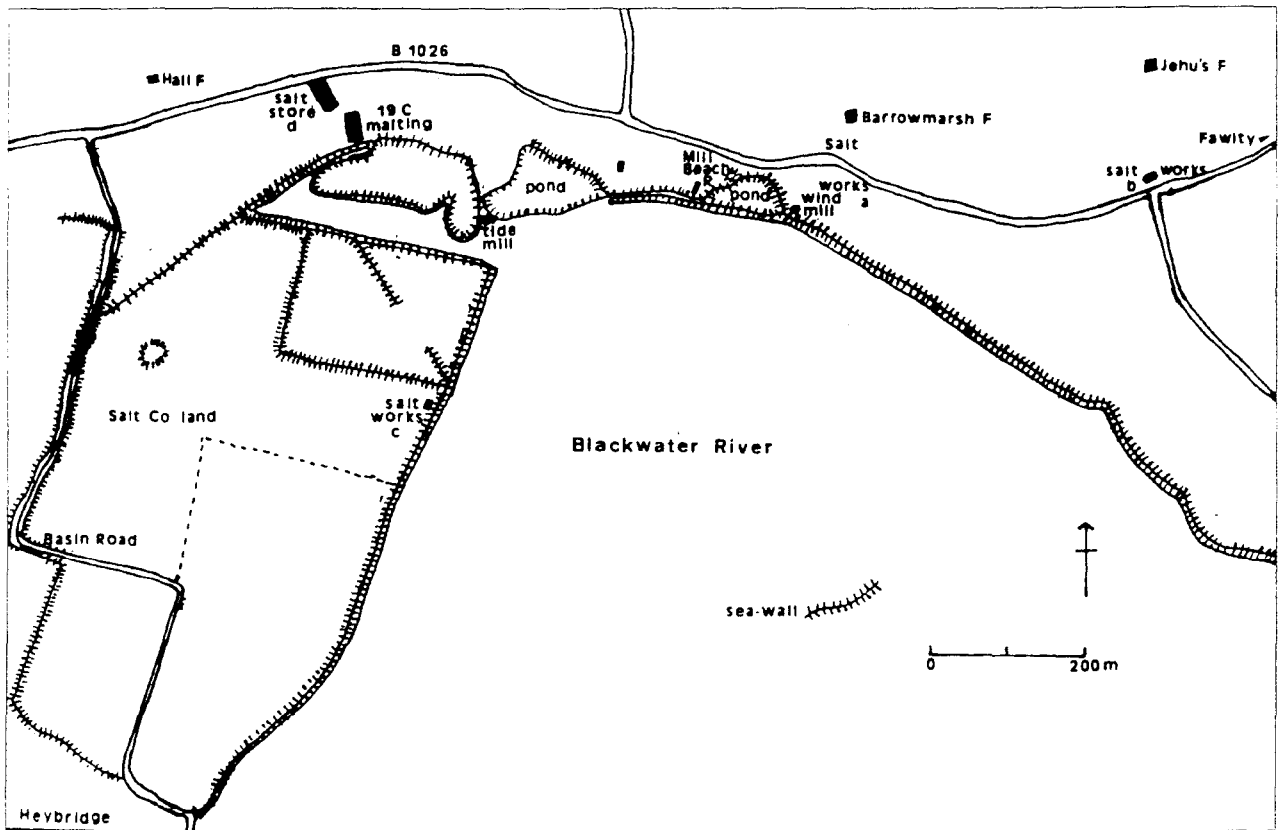 B 1026
Hall F
Jehu's F
salt
store
d
19 C
malting
Barrowmarsh F
Fawlty
Salt
works
a
Mill
Beach
P
pond
pond
wind
mill
salt works
b
tide
mill
salt
works
c
Salt Co land
Blackwater River
Basin Road
sea-wall
0 200m
Heybridge